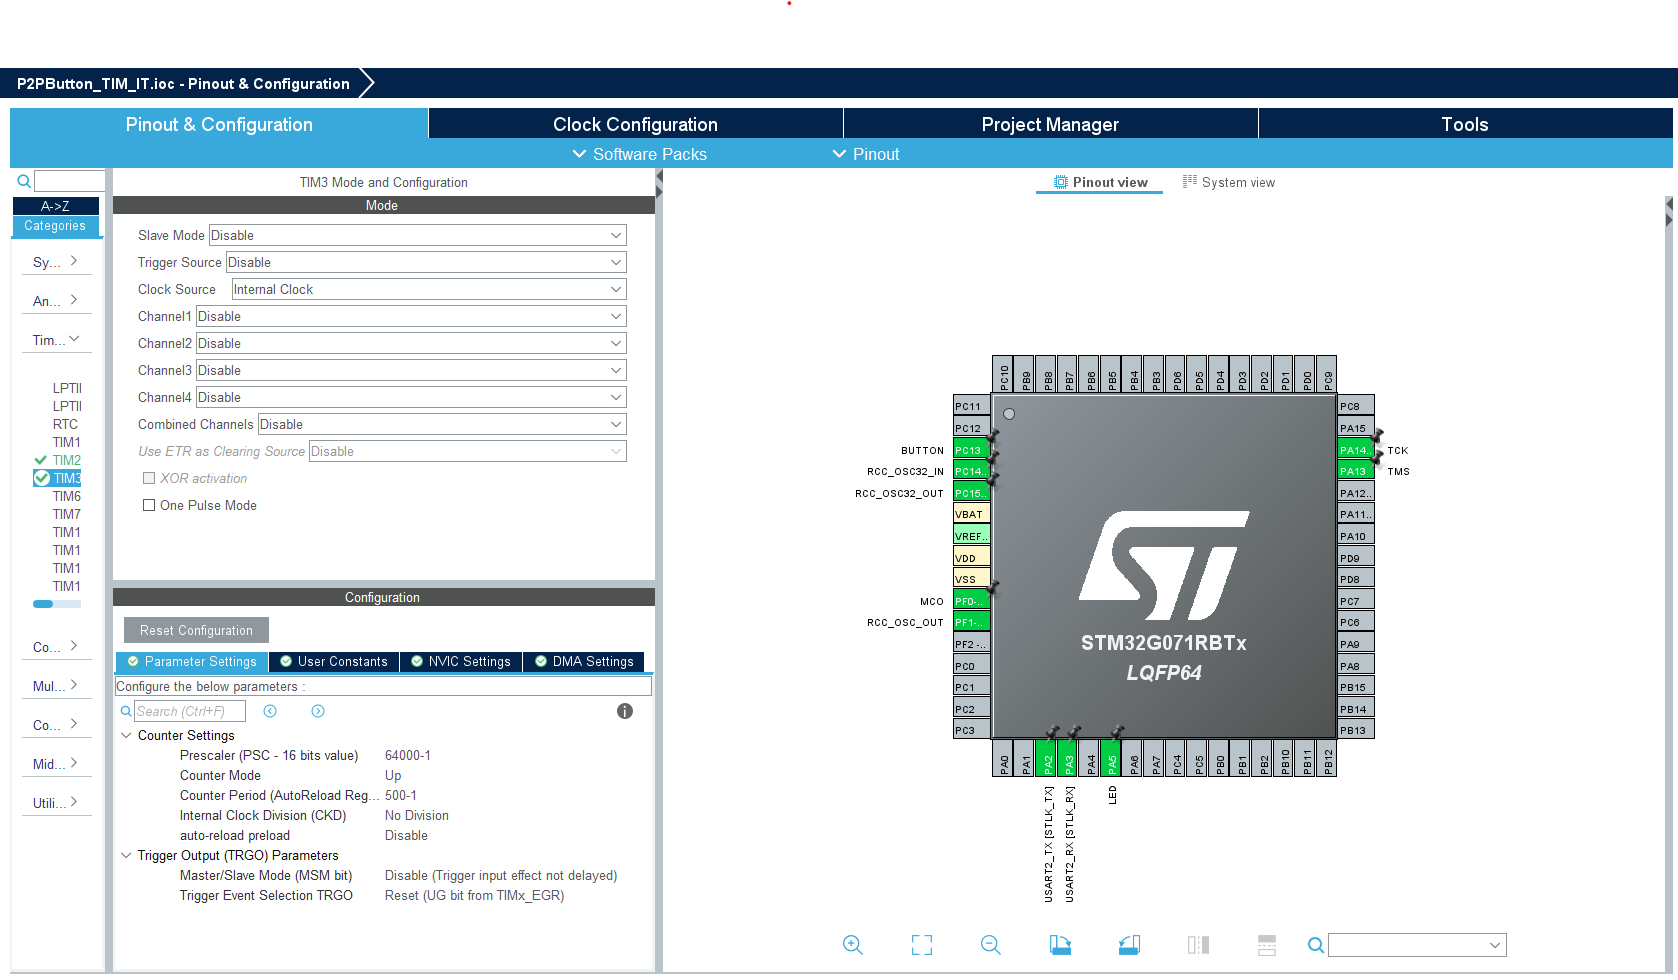 P2PButton_TIM_IT.ioc - Pinout & Configuration
Pinout & Configuration
Clock Configuration
Project Manager
Tools
Software Packs
Pinout
A->Z
Categories
Sy...
An...
Tim...
LPTII
LPTII
RTC
TIM1
TIM2
TIM3
TIM6
TIM7
TIM1
TIM1
TIM1
TIM1
Co...
Mul...
Co...
Mid...
Utili...
TIM3 Mode and Configuration
Mode
Slave Mode Disable
Trigger Source Disable
Clock Source Internal Clock
Channel1 Disable
Channel2 Disable
Channel3 Disable
Channel4 Disable
Combined Channels Disable
Use ETR as Clearing Source Disable
XOR activation
One Pulse Mode
Configuration
Reset Configuration
Parameter Settings
User Constants
NVIC Settings
DMA Settings
Configure the below parameters :
Search (Ctrl+F)
Counter Settings
Prescaler (PSC - 16 bits value) 64000-1
Counter Mode Up
Counter Period (AutoReload Reg... 500-1
Internal Clock Division (CKD) No Division
auto-reload preload Disable
Trigger Output (TRGO) Parameters
Master/Slave Mode (MSM bit) Disable (Trigger input effect not delayed)
Trigger Event Selection TRGO Reset (UG bit from TIMx_EGR)
Pinout view
System view
PC10
PB9
PB8
PB7
PB6
PB5
PB4
PB3
PD6
PD5
PD4
PD3
PD2
PD1
PD0
PC9
PC11
PC12
BUTTON PC13
RCC_OSC32_IN PC14..
RCC_OSC32_OUT PC15..
VBAT
VREF..
VDD
VSS
MCO PF0-..
RCC_OSC_OUT PF1-..
PF2 -..
PC0
PC1
PC2
PC3
STM32G071RBTx
LQFP64
PC8
PA15
PA14.. TCK
PA13 TMS
PA12..
PA11..
PA10
PD9
PD8
PC7
PC6
PA9
PA8
PB15
PB14
PB13
PA0
PA1
PA2
PA3
PA4
PA5
PA6
PA7
PC4
PC5
PB0
PB1
PB2
PB10
PB11
PB12
USART2_TX [STLK_TX]
USART2_RX [STLK_RX]
LED